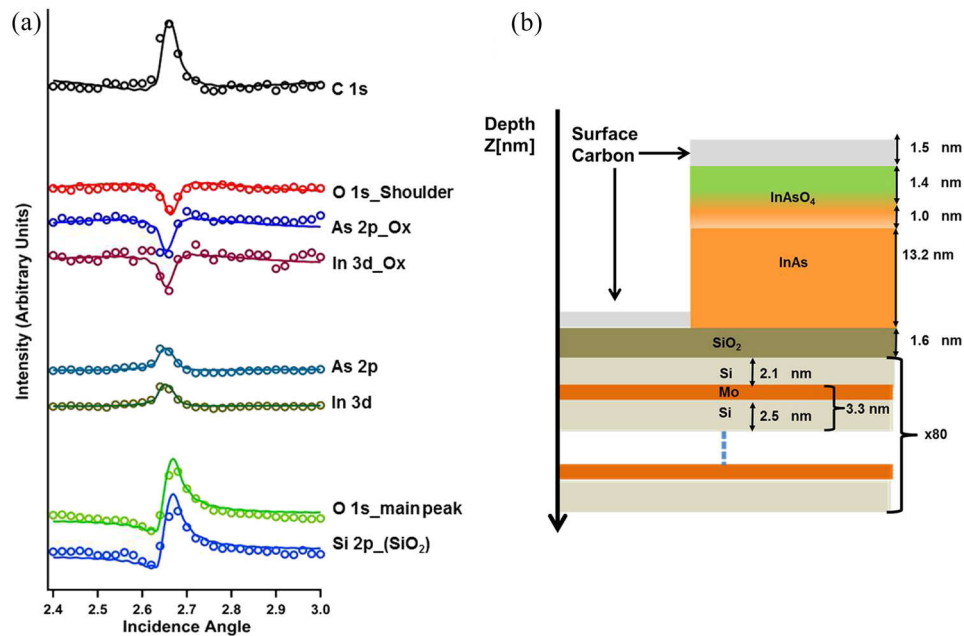 (a)
C 1s
O 1s_Shoulder
As 2p_Ox
In 3d_Ox
As 2p
In 3d
O 1s_main peak
Si 2p_(SiO₂)
Intensity (Arbitrary Units)
2.4 2.5 2.6 2.7 2.8 2.9 3.0
Incidence Angle
(b)
Depth
Z[nm]
Surface
Carbon
1.5 nm
1.4 nm
InAsO₄
1.0 nm
13.2 nm
InAs
SiO₂
1.6 nm
Si
2.1 nm
Mo
3.3 nm
Si
2.5 nm
x80